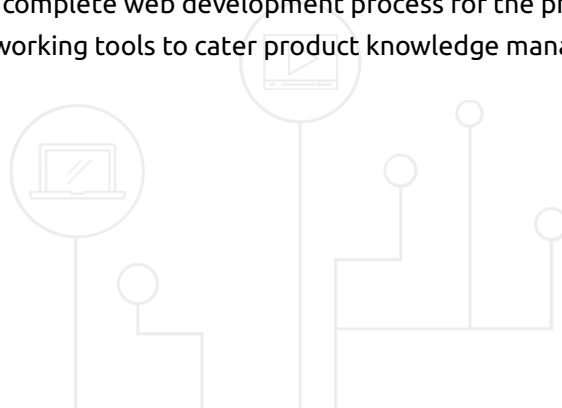 complete web development process for the pr
working tools to cater product knowledge mana